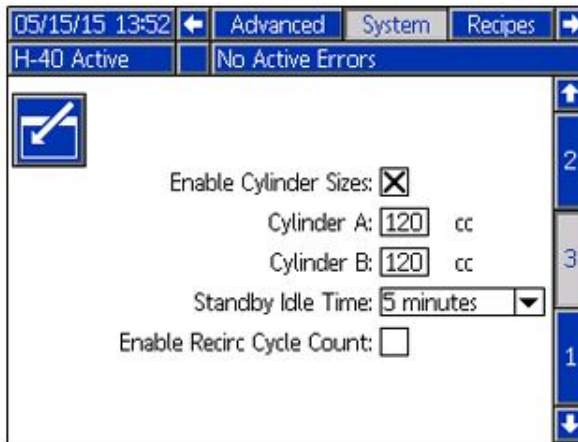 05/15/15 13:52 Advanced System Recipes
H-40 Active No Active Errors
2
Enable Cylinder Sizes:
Cylinder A: 120 cc
Cylinder B: 120 cc
3
Standby Idle Time: 5 minutes
Enable Recirc Cycle Count:
1